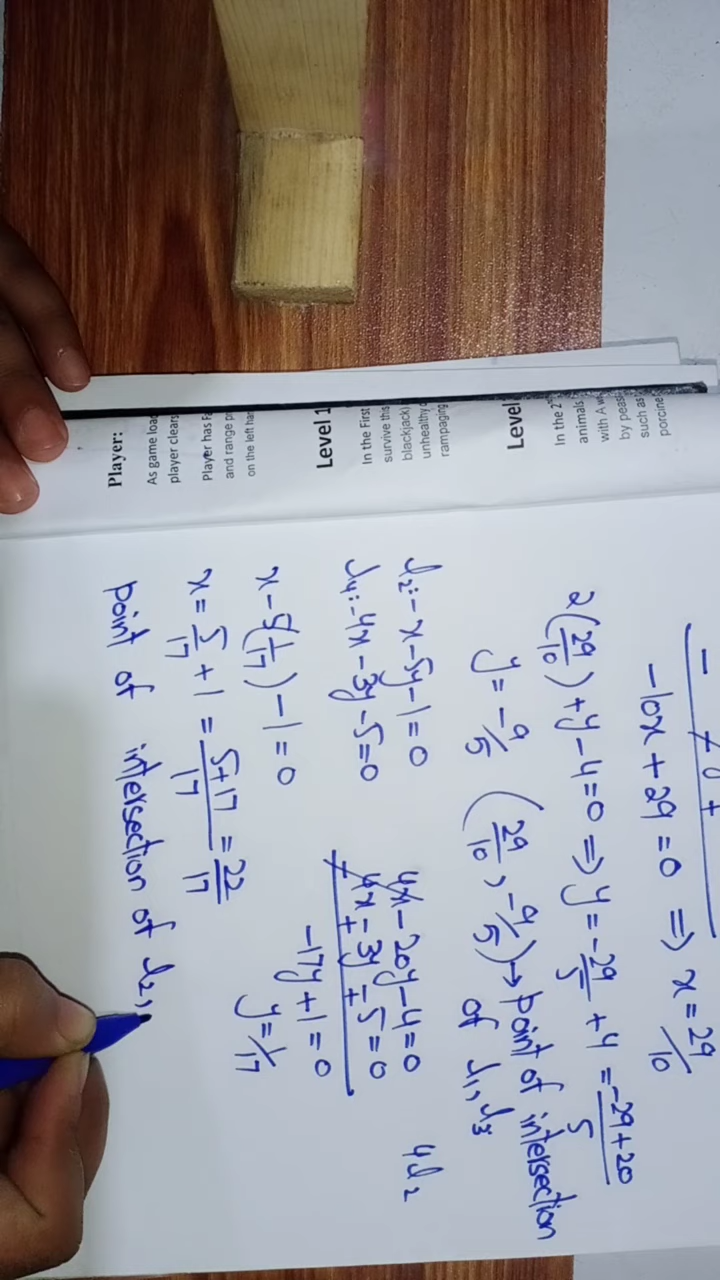 -10x + 29 = 0 ⇒ x = 29/10
2(29/10) + y - 4 = 0 ⇒ y = -29/5 + 4 = -29+20/5
y = -9/5 (29/10, -9/5) → point of intersection
of l1, l3
l2: x - 5y - 1 = 0
l4: 4x - 3y - 5 = 0
4x - 20y - 4 = 0
4x - 3y - 5 = 0
-17y + 1 = 0
y = 1/17
4l2
x - 5(1/17) - 1 = 0
x = 5/17 + 1 = 5+17/17 = 22/17
point of intersection of l2,
Player:
As game load
player clears
Player has
and range
on the left
Level 1
In the First
survive this
blackjack
unhealthy
rampaging
Level
In the 2
animals
with A
by peas
such as
porcine